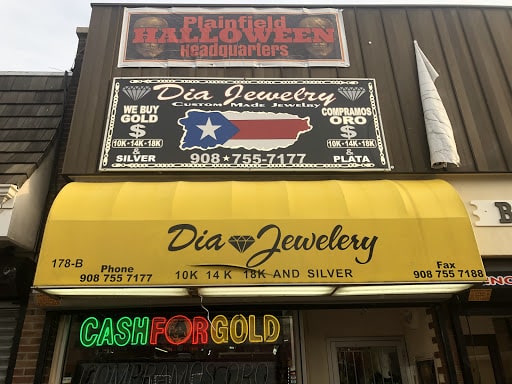 Plainfield
HALLOWEEN
Headquarters
Dia Jewelry
Custom Made Jewelry
WE BUY
GOLD
$
10K-14K-18K
&
SILVER
COMPRAMOS
ORO
$
10K-14K-18K
&
PLATA
908★755-7177
Dia Jewelery
10K 14K 18K AND SILVER
178-B
Phone
908 755 7177
Fax
908 755 7188
CASH FOR GOLD
B